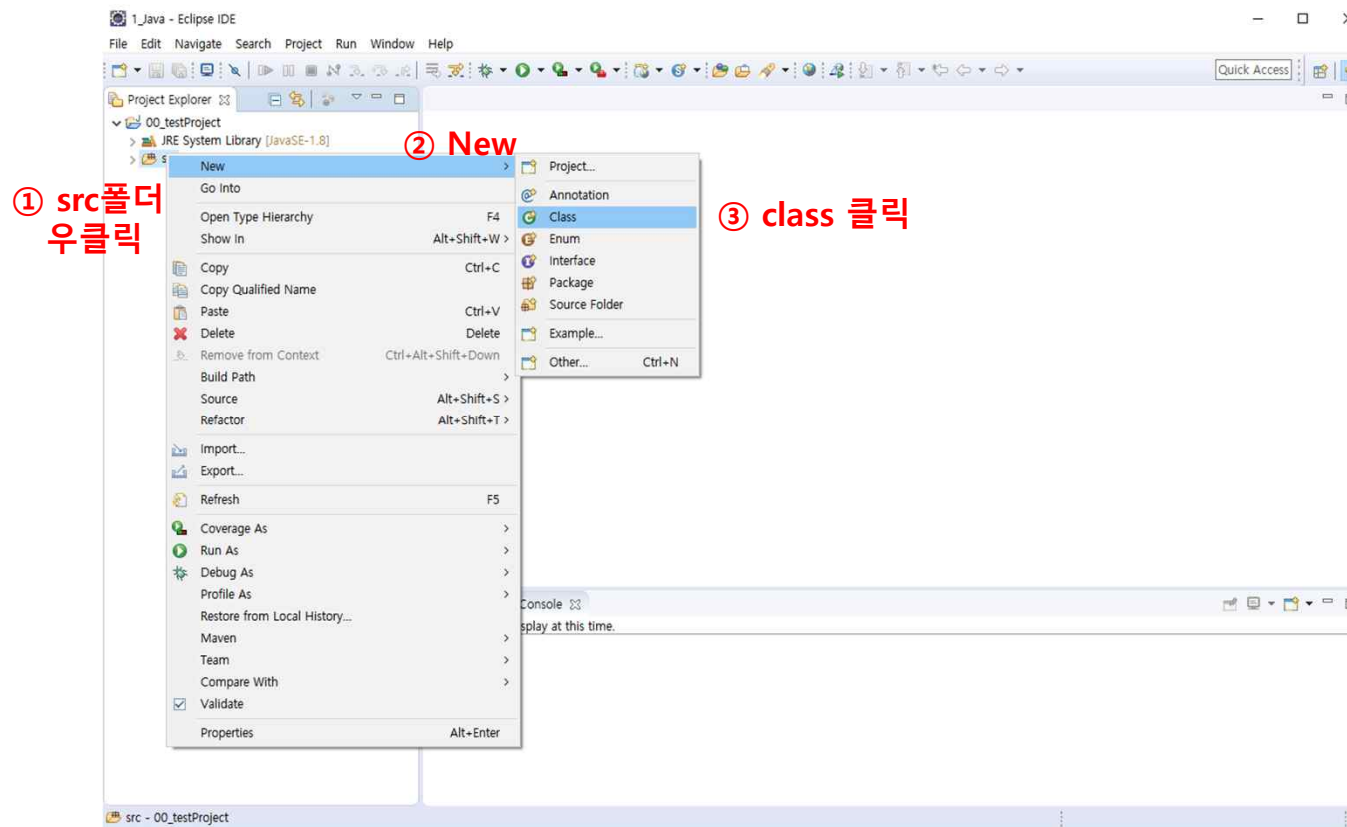 1_Java - Eclipse IDE
File Edit Navigate Search Project Run Window Help
Quick Access
Project Explorer
00_testProject
JRE System Library [JavaSE-1.8]
s
① src폴더
우클릭
② New
③ class 클릭
New
Go Into
Open Type Hierarchy F4
Show In Alt+Shift+W
Copy Ctrl+C
Copy Qualified Name
Paste Ctrl+V
Delete Delete
Remove from Context Ctrl+Alt+Shift+Down
Build Path
Source Alt+Shift+S
Refactor Alt+Shift+T
Import...
Export...
Refresh F5
Coverage As
Run As
Debug As
Profile As
Restore from Local History...
Maven
Team
Compare With
Validate
Properties Alt+Enter
Project...
Annotation
Class
Enum
Interface
Package
Source Folder
Example...
Other... Ctrl+N
Console
splay at this time.
src - 00_testProject